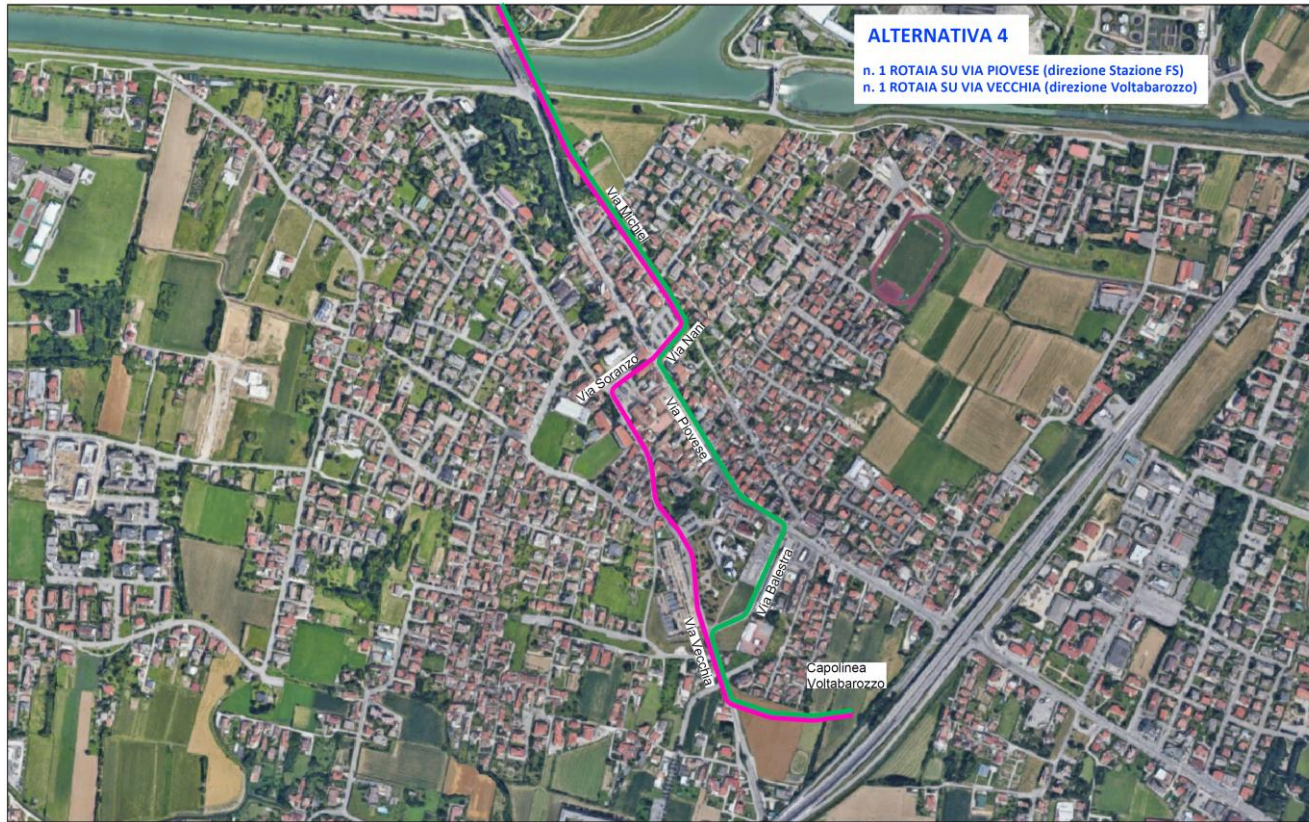 ALTERNATIVA 4
n. 1 ROTAIA SU VIA PIOVESE (direzione Stazione FS)
n. 1 ROTAIA SU VIA VECCHIA (direzione Voltabarozzo)
Via Michiel
Via Nani
Via Soranzo
Via Piovese
Via Balestra
Via Vecchia
Capolinea
Voltabarozzo